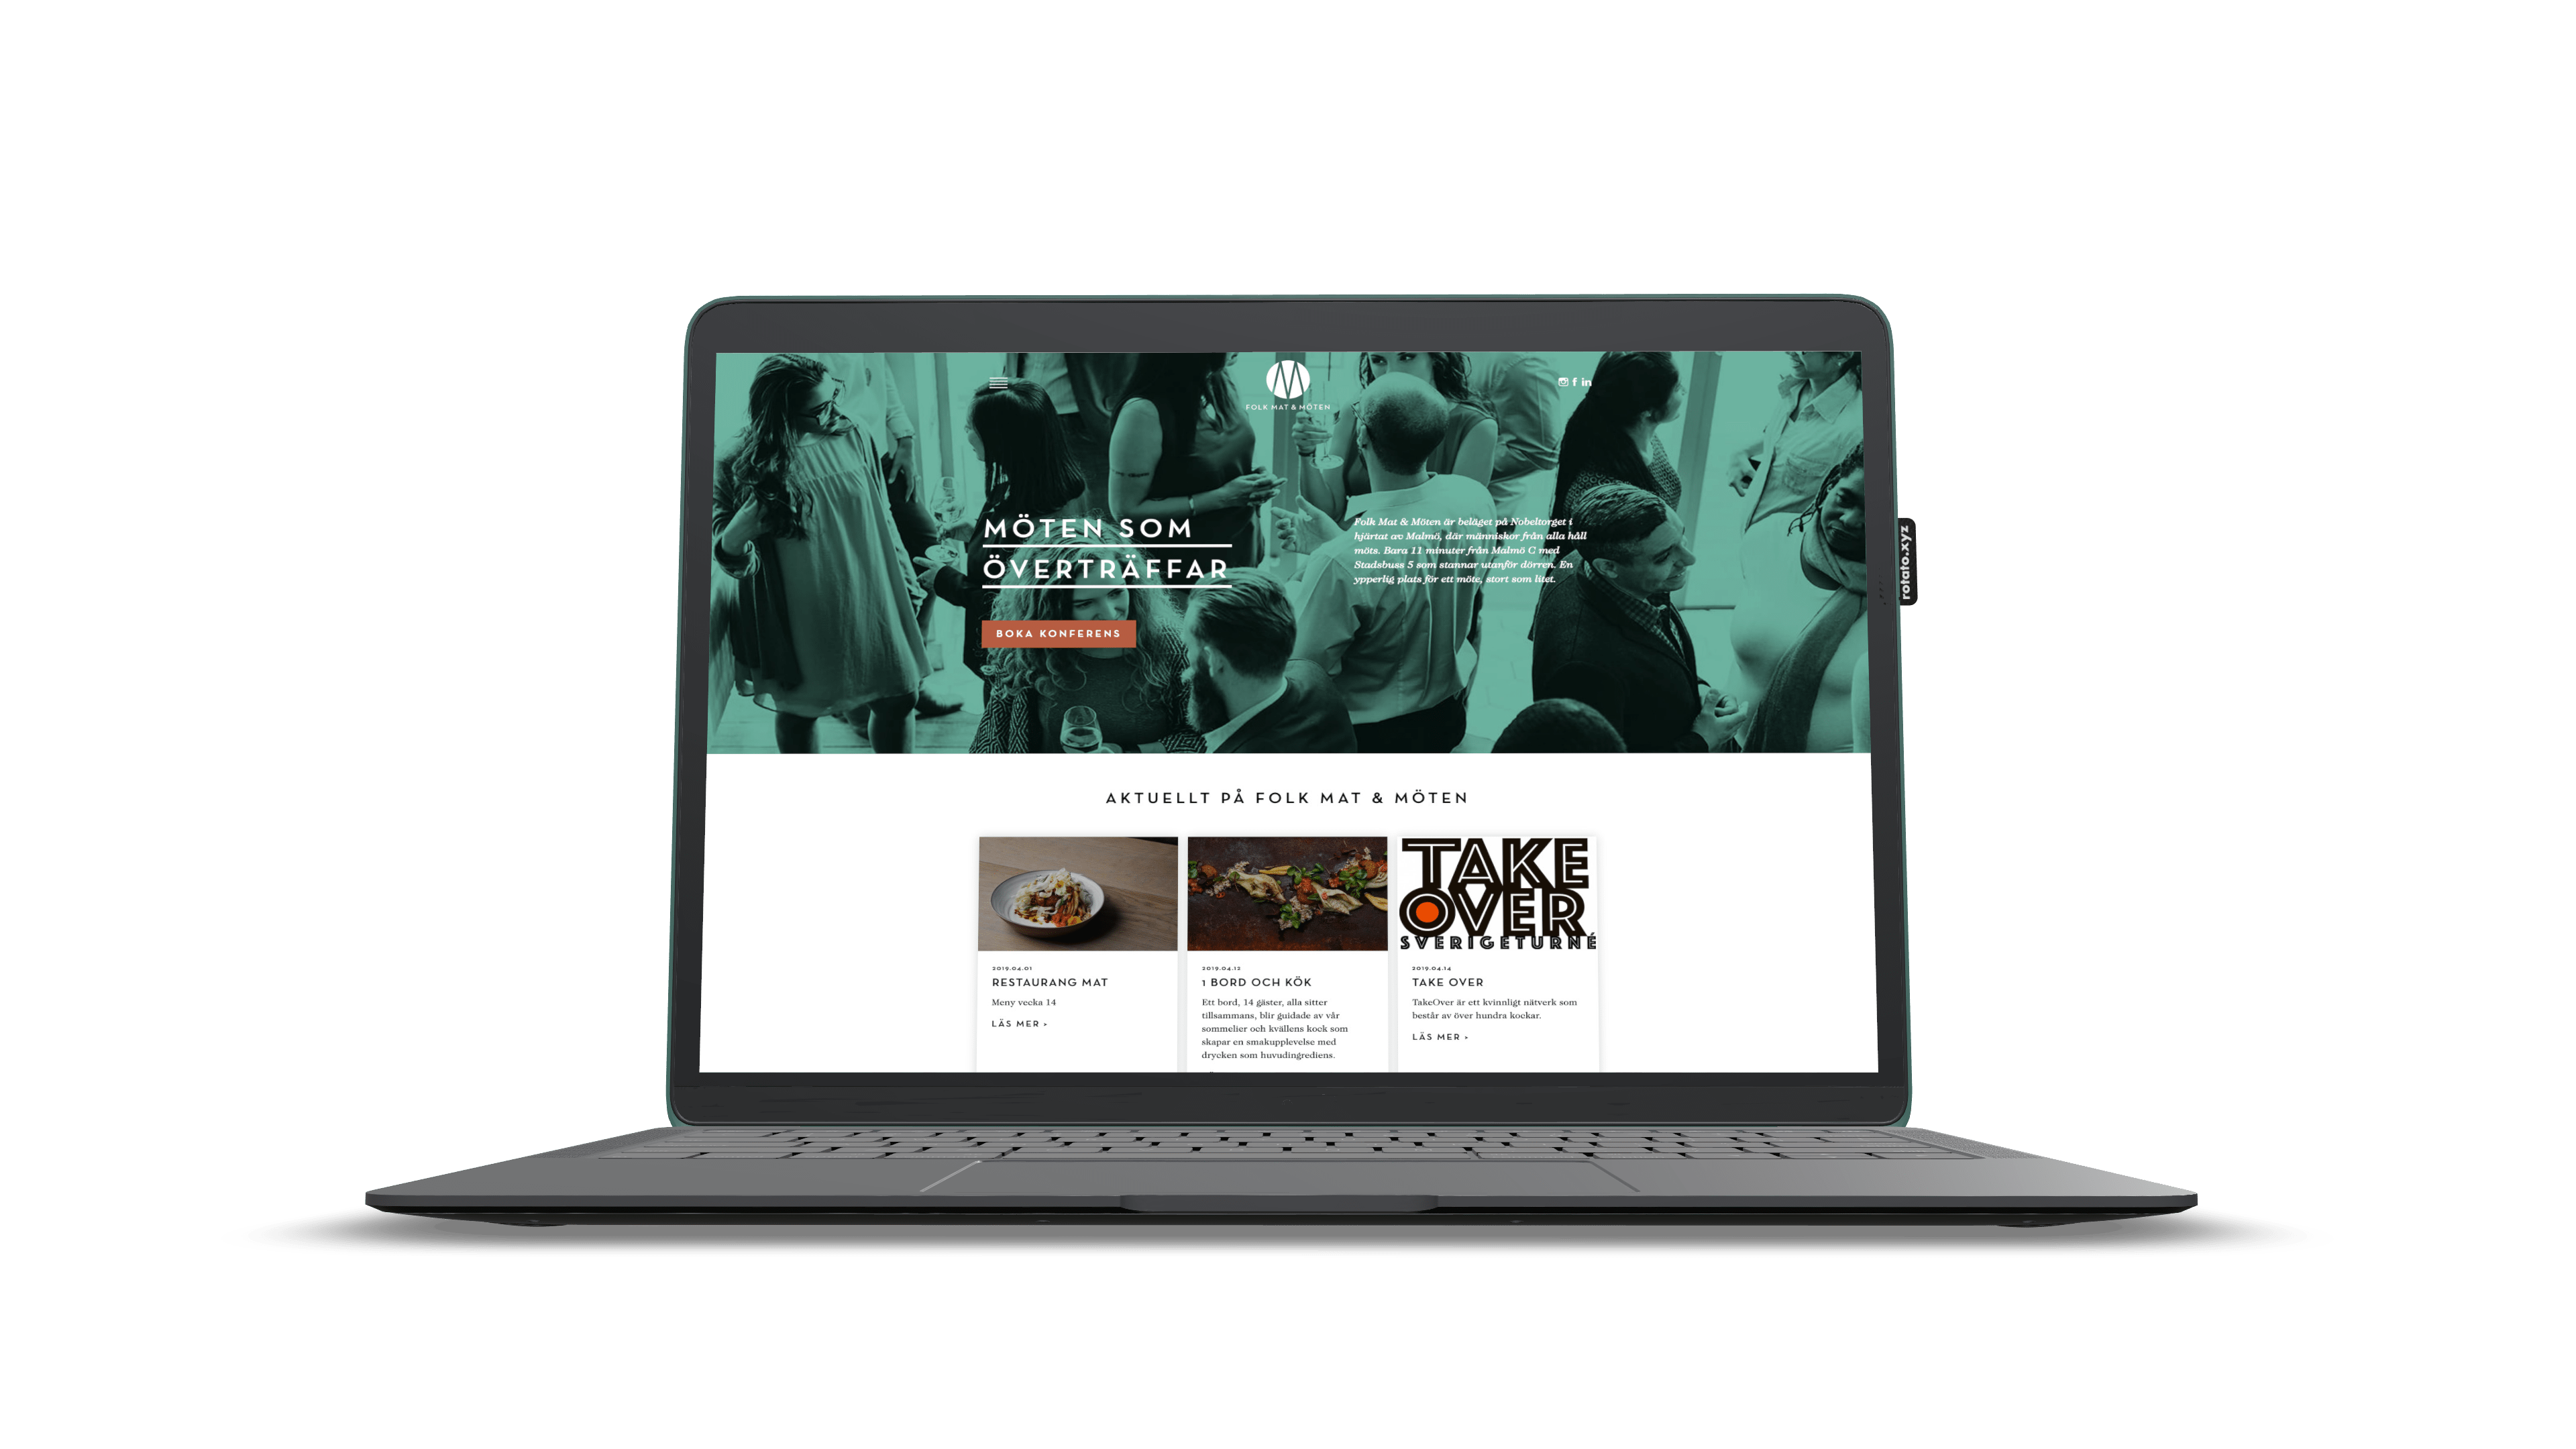 FOLK MAT & MÖTEN
f in
MÖTEN SOM
ÖVERTRÄFFAR
BOKA KONFERENS
Folk Mat & Möten är beläget på Nobeltorget i
hjärtat av Malmö, där människor från alla håll
möts. Bara 11 minuter från Malmö C med
Stadsbuss 5 som stannar utanför dörren. En
ypperlig plats för ett möte, stort som litet.
rotato.xyz
AKTUELLT PÅ FOLK MAT & MÖTEN
2019.04.01
RESTAURANG MAT
Meny vecka 14
LÄS MER >
2019.04.12
1 BORD OCH KÖK
Ett bord, 14 gäster, alla sitter
tillsammans, blir guidade av vår
sommelier och kvällens kock som
skapar en smakupplevelse med
drycken som huvudingrediens.
TAKE
OVER
SVERIGETURNÉ
2019.04.14
TAKE OVER
TakeOver är ett kvinnligt nätverk som
består av över hundra kockar.
LÄS MER >